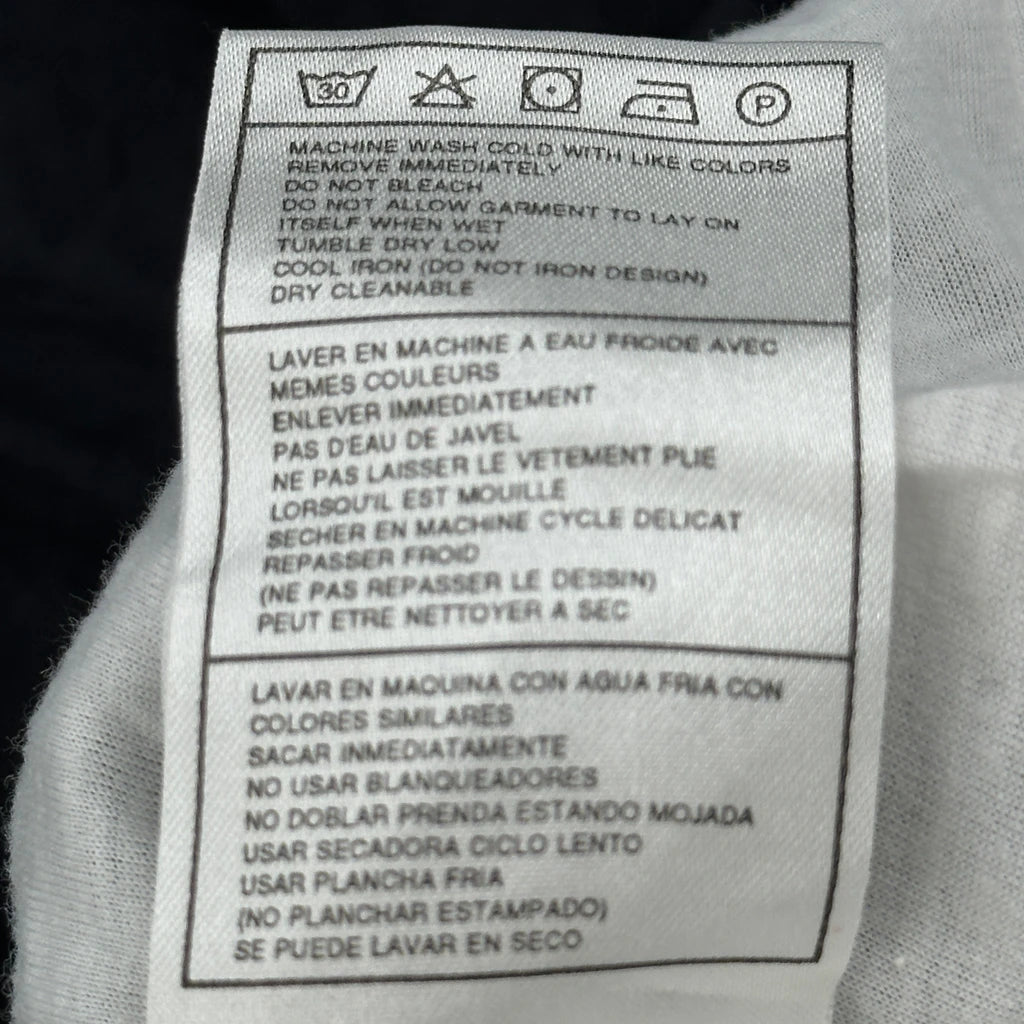 30
P
MACHINE WASH COLD WITH LIKE COLORS
REMOVE IMMEDIATELY
DO NOT BLEACH
DO NOT ALLOW GARMENT TO LAY ON
ITSELF WHEN WET
TUMBLE DRY LOW
COOL IRON (DO NOT IRON DESIGN)
DRY CLEANABLE
LAVER EN MACHINE A EAU FROIDE AVEC
MEMES COULEURS
ENLEVER IMMEDIATEMENT
PAS D'EAU DE JAVEL
NE PAS LAISSER LE VETEMENT PLIE
LORSQU'IL EST MOUILLE
SECHER EN MACHINE CYCLE DELICAT
REPASSER FROID
(NE PAS REPASSER LE DESSIN)
PEUT ETRE NETTOYER A SEC
LAVAR EN MAQUINA CON AGUA FRIA CON
COLORES SIMILARES
SACAR INMEDIATAMENTE
NO USAR BLANQUEADORES
NO DOBLAR PRENDA ESTANDO MOJADA
USAR SECADORA CICLO LENTO
USAR PLANCHA FRIA
(NO PLANCHAR ESTAMPADO)
SE PUEDE LAVAR EN SECO